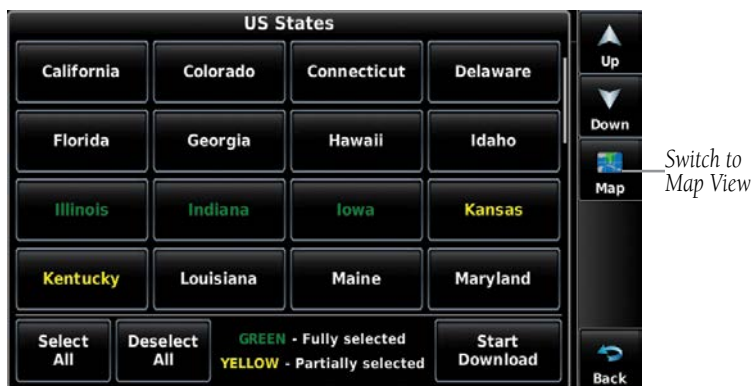 US States
California Colorado Connecticut Delaware
Florida Georgia Hawaii Idaho
Illinois Indiana Iowa Kansas
Kentucky Louisiana Maine Maryland
Select All
Deselect All
GREEN - Fully selected
YELLOW - Partially selected
Start Download
Up
Down
Map
Back
Switch to
Map View